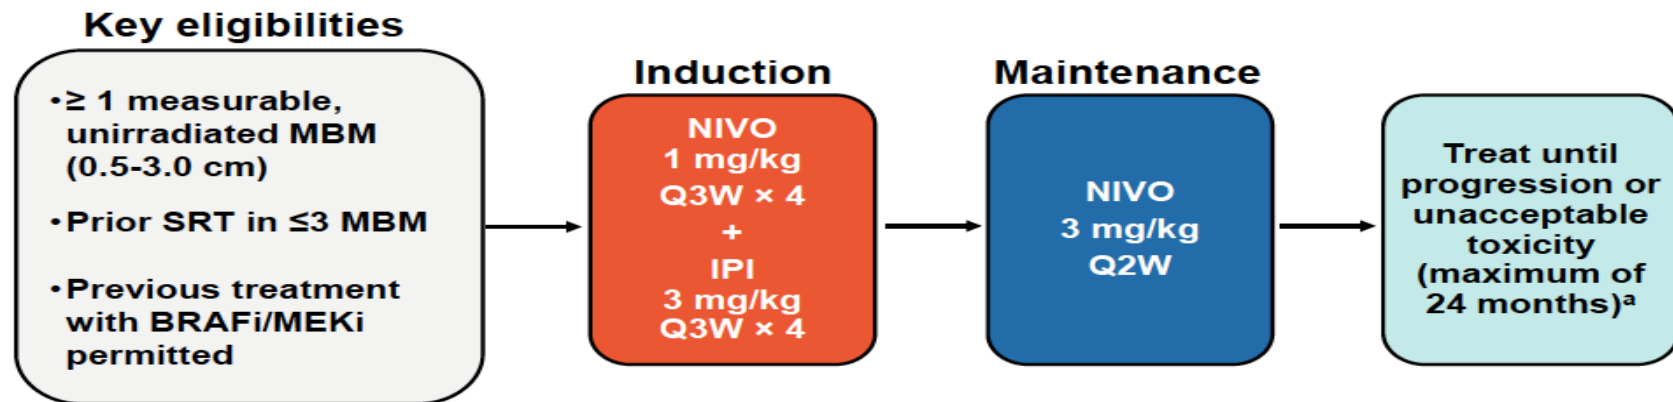 Key eligibilities
•≥ 1 measurable,
unirradiated MBM
(0.5-3.0 cm)
•Prior SRT in ≤3 MBM
•Previous treatment
with BRAFi/MEKi
permitted
Induction
NIVO
1 mg/kg
Q3W × 4
+
IPI
3 mg/kg
Q3W × 4
Maintenance
NIVO
3 mg/kg
Q2W
Treat until
progression or
unacceptable
toxicity
(maximum of
24 months)ᵃ